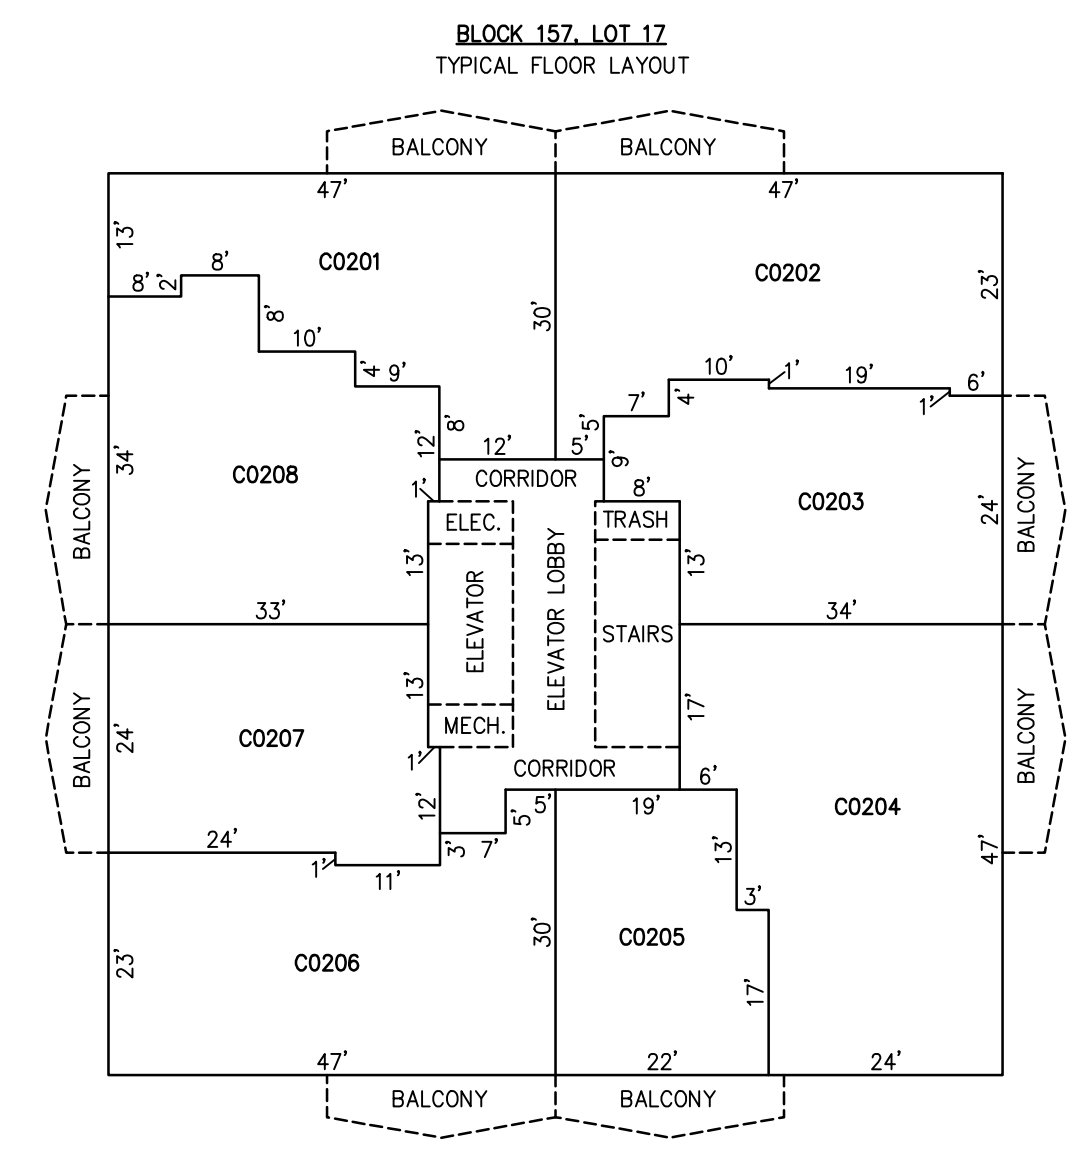 BLOCK 157, LOT 17
TYPICAL FLOOR LAYOUT
BALCONY
BALCONY
47'
47'
13'
C0201
C0202
23'
8'
8'
2'
8'
30'
10'
4'
9'
10'
1'
19'
6'
1'
4'
7'
5'
8'
12'
12'
5'
9'
34'
BALCONY
C0208
CORRIDOR
1'
8'
C0203
24'
BALCONY
ELEC.
TRASH
13'
ELEVATOR
ELEVATOR LOBBY
13'
33'
34'
STAIRS
13'
17'
MECH.
BALCONY
24'
C0207
1'
CORRIDOR
BALCONY
6'
C0204
12'
5'
5'
19'
24'
1'
11'
3'
7'
13'
47'
3'
23'
C0206
30'
C0205
17'
47'
22'
24'
BALCONY
BALCONY